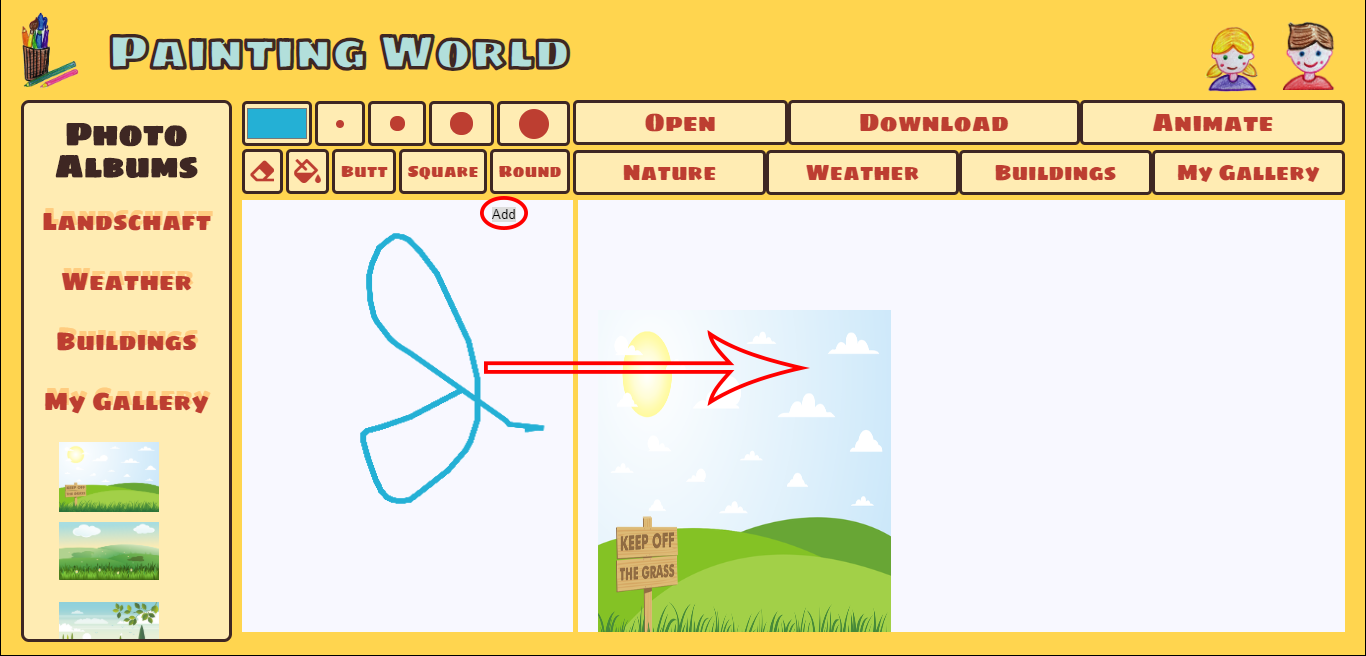 Painting World
Photo
Albums
Landschaft
Weather
Buildings
My Gallery
Open
Download
Animate
Butt
Square
Round
Nature
Weather
Buildings
My Gallery
Add
KEEP OFF
THE GRASS
KEEP OFF
THE GRASS